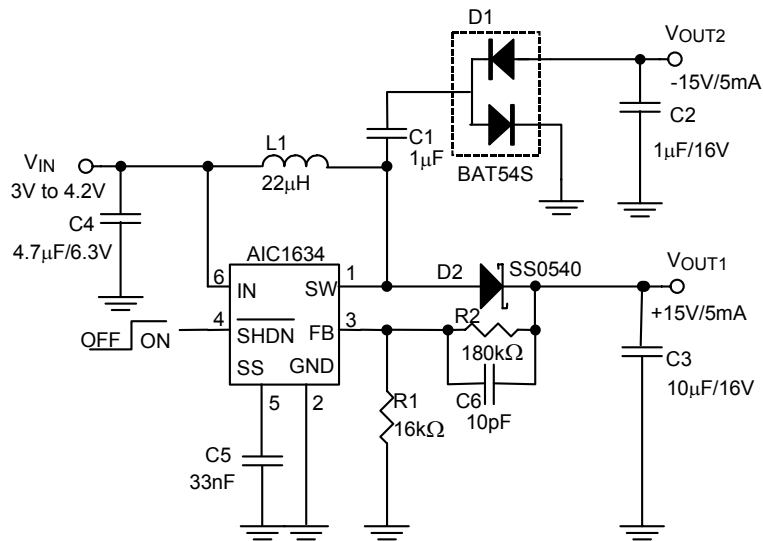 D1
VOUT2
-15V/5mA
C2
1µF/16V
C1
1µF
BAT54S
L1
22µH
VIN
3V to 4.2V
C4
4.7µF/6.3V
AIC1634
6
IN
SW
1
D2
SS0540
VOUT1
+15V/5mA
OFF
ON
4
SHDN
FB
3
R2
180kΩ
C3
10µF/16V
SS
GND
5
2
R1
16kΩ
C6
10pF
C5
33nF